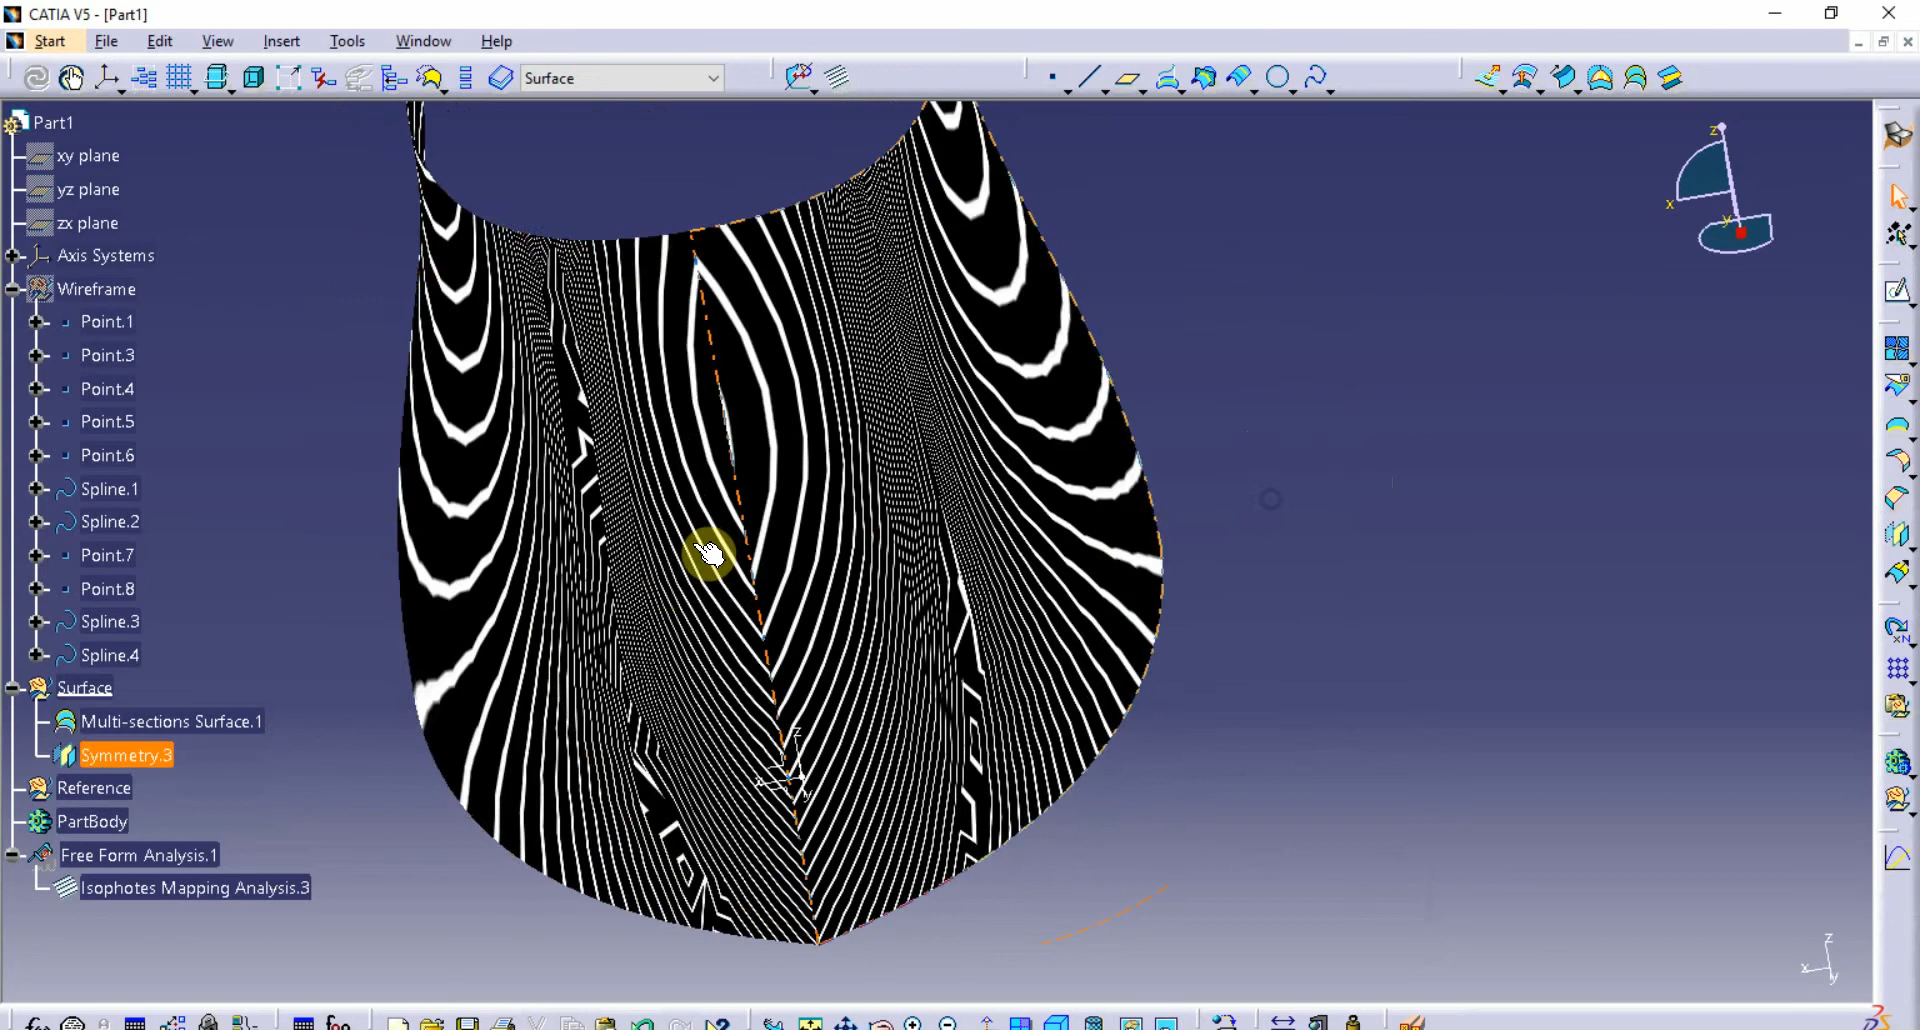 CATIA V5 - [Part1]
Start File Edit View Insert Tools Window Help
Surface
Part1
xy plane
yz plane
zx plane
Axis Systems
Wireframe
Point.1
Point.3
Point.4
Point.5
Point.6
Spline.1
Spline.2
Point.7
Point.8
Spline.3
Spline.4
Surface
Multi-sections Surface.1
Symmetry.3
Reference
PartBody
Free Form Analysis.1
Isophotes Mapping Analysis.3
z
x
y
z
x
y
z
x
y
xN